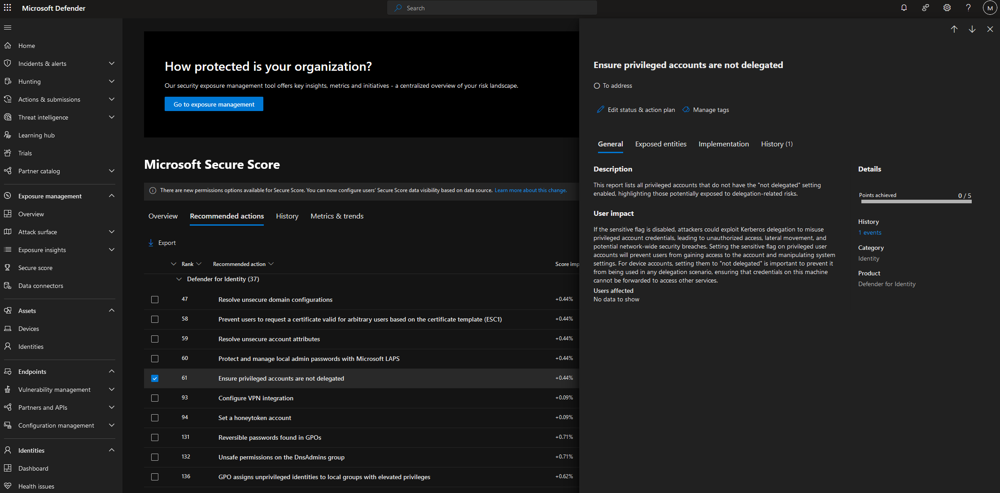 Microsoft Defender
Search
M
Home
Incidents & alerts
Hunting
Actions & submissions
Threat intelligence
Learning hub
Trials
Partner catalog
Exposure management
Overview
Attack surface
Exposure insights
Secure score
Data connectors
Assets
Devices
Identities
Endpoints
Vulnerability management
Partners and APIs
Configuration management
Identities
Dashboard
Health issues
How protected is your organization?
Our security exposure management tool offers key insights, metrics and initiatives - a centralized overview of your risk landscape.
Go to exposure management
Microsoft Secure Score
There are new permissions options available for Secure Score. You can now configure users' Secure Score data visibility based on data source. Learn more about this change.
Overview Recommended actions History Metrics & trends
Export
Rank Recommended action Score imp
Defender for Identity (37)
47 Resolve unsecure domain configurations +0.44%
58 Prevent users to request a certificate valid for arbitrary users based on the certificate template (ESC1) +0.44%
59 Resolve unsecure account attributes +0.44%
60 Protect and manage local admin passwords with Microsoft LAPS +0.44%
61 Ensure privileged accounts are not delegated +0.44%
93 Configure VPN integration +0.09%
94 Set a honeytoken account +0.09%
131 Reversible passwords found in GPOs +0.71%
132 Unsafe permissions on the DnsAdmins group +0.71%
136 GPO assigns unprivileged identities to local groups with elevated privileges +0.62%
Ensure privileged accounts are not delegated
To address
Edit status & action plan Manage tags
General Exposed entities Implementation History (1)
Description
This report lists all privileged accounts that do not have the "not delegated" setting
enabled, highlighting those potentially exposed to delegation-related risks.
User impact
If the sensitive flag is disabled, attackers could exploit Kerberos delegation to misuse
privileged account credentials, leading to unauthorized access, lateral movement, and
potential network-wide security breaches. Setting the sensitive flag on privileged user
accounts will prevent users from gaining access to the account and manipulating system
settings. For device accounts, setting them to "not delegated" is important to prevent it
from being used in any delegation scenario, ensuring that credentials on this machine
cannot be forwarded to access other services.
Users affected
No data to show
Details
Points achieved 0 / 5
History
1 events
Category
Identity
Product
Defender for Identity